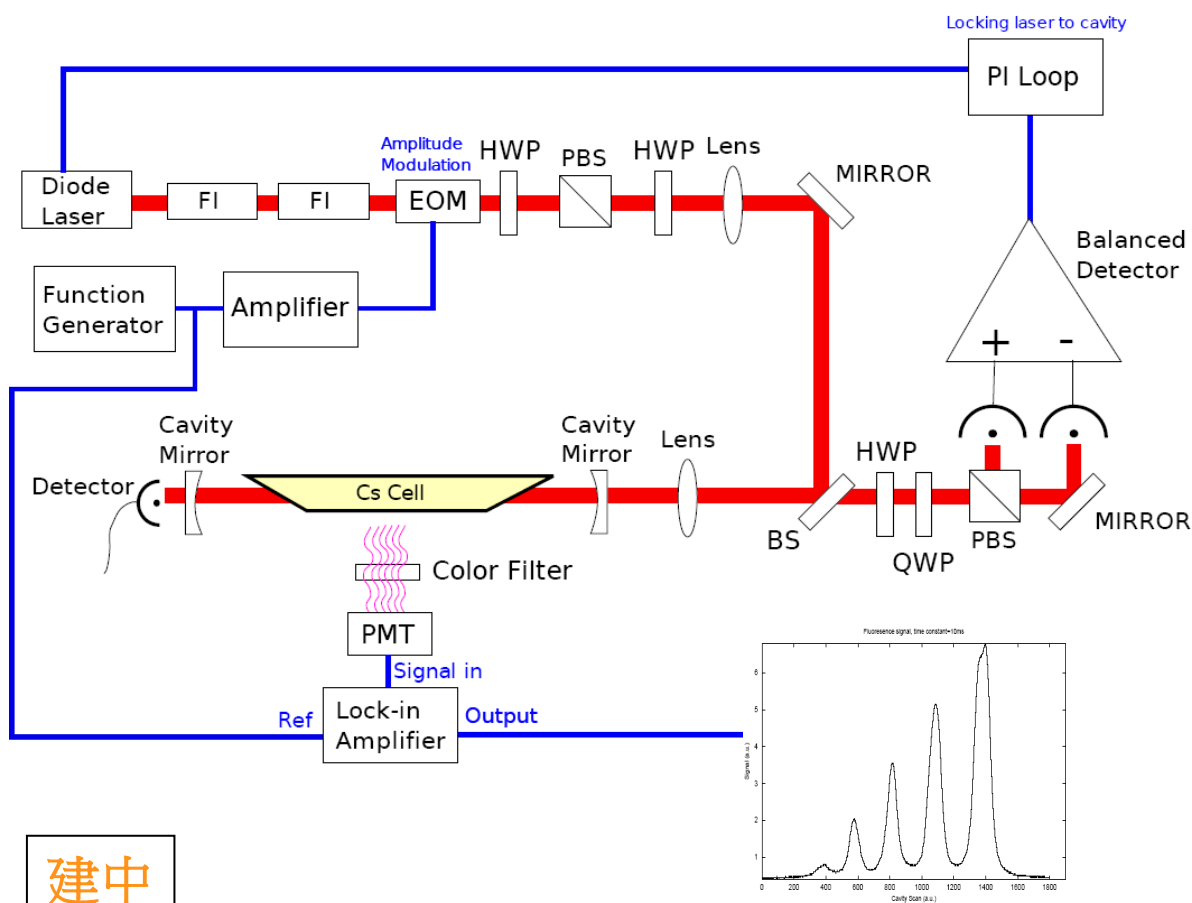 Locking laser to cavity
PI Loop
Amplitude
Modulation
HWP
PBS
HWP
Lens
MIRROR
Diode
Laser
FI
FI
EOM
Balanced
Detector
Function
Generator
Amplifier
+
-
Cavity
Mirror
Cavity
Mirror
Lens
HWP
Detector
Cs Cell
BS
QWP
PBS
MIRROR
Color Filter
PMT
Signal in
Ref
Lock-in
Amplifier
Output
Fluoresence signal, time constant=10ms
Signal (a.u.)
6
5
4
3
2
1
0 200 400 600 800 1000 1200 1400 1600 1800
Cavity Scan (a.u.)
建中